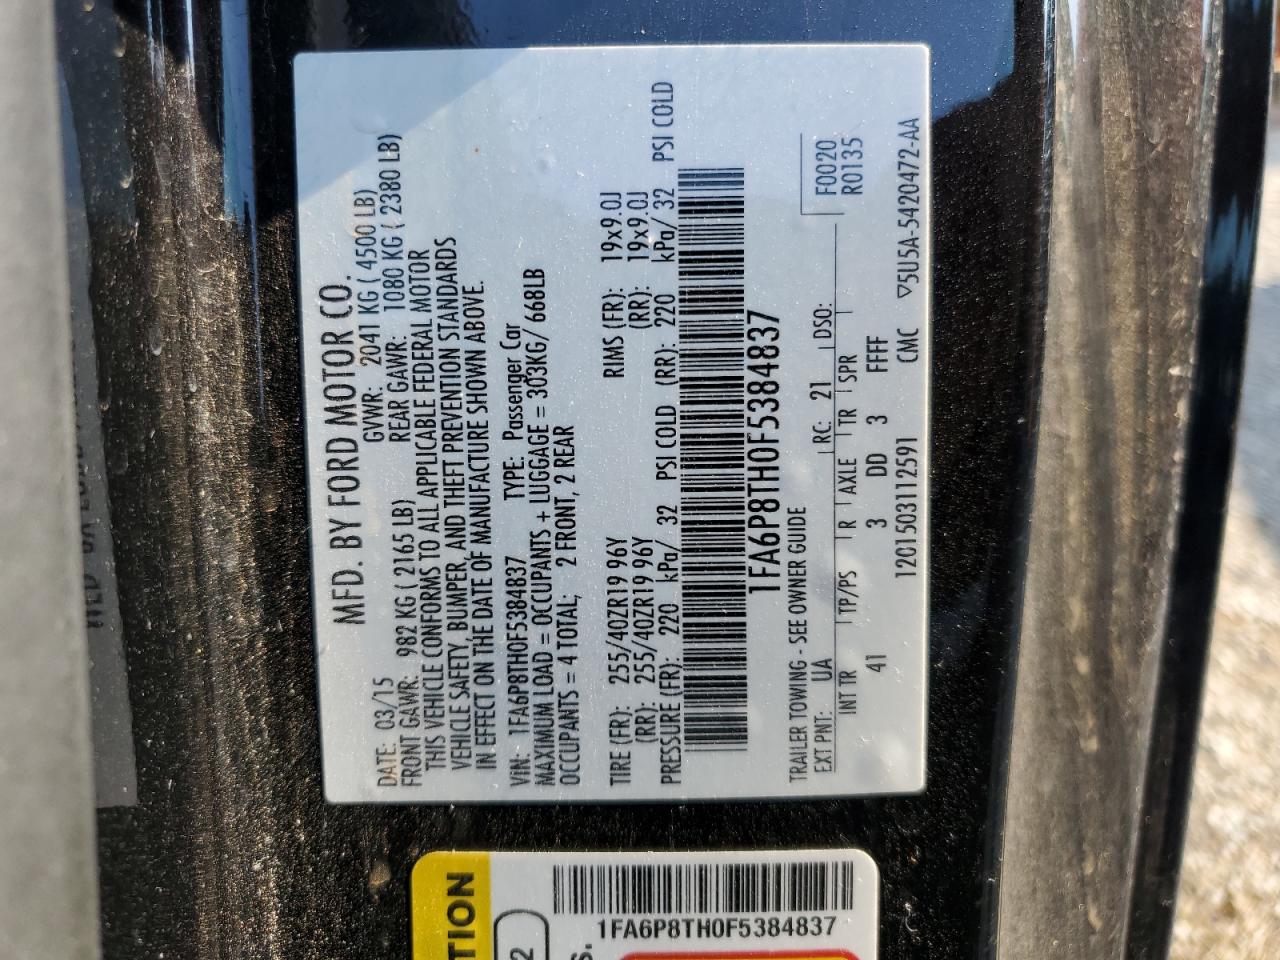 MFD. BY FORD MOTOR CO.
DATE: 03/15 GVWR: 2041 KG ( 4500 LB)
FRONT GAWR: 982 KG ( 2165 LB) REAR GAWR: 1080 KG ( 2380 LB)
THIS VEHICLE CONFORMS TO ALL APPLICABLE FEDERAL MOTOR
VEHICLE SAFETY, BUMPER, AND THEFT PREVENTION STANDARDS
IN EFFECT ON THE DATE OF MANUFACTURE SHOWN ABOVE.
VIN: 1FA6P8TH0F5384837 TYPE: Passenger Car
MAXIMUM LOAD = OCCUPANTS + LUGGAGE = 303KG/ 668LB
OCCUPANTS = 4 TOTAL; 2 FRONT, 2 REAR
TIRE (FR): 255/40ZR19 96Y RIMS (FR): 19x9.0J
(RR): 255/40ZR19 96Y (RR): 19x9.0J
PRESSURE (FR): 220 kPa/ 32 PSI COLD (RR): 220 kPa/ 32 PSI COLD
1FA6P8TH0F5384837
TRAILER TOWING - SEE OWNER GUIDE F0020
EXT PNT: UA RC: 21 DSO: R0135
INT TR TP/PS R AXLE TR SPR
41 3 DD 3 FFFF
1201503112591 CMC ▽5U5A-5420472-AA
TION
2
S.
1FA6P8TH0F5384837